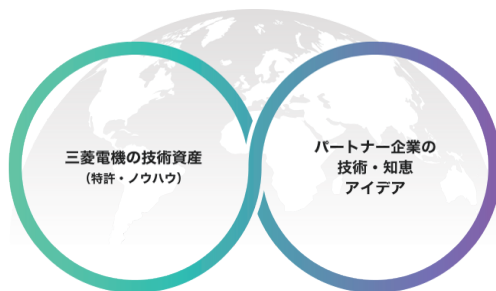 三菱電機の技術資産
(特許・ノウハウ)
パートナー企業の
技術・知恵
アイデア